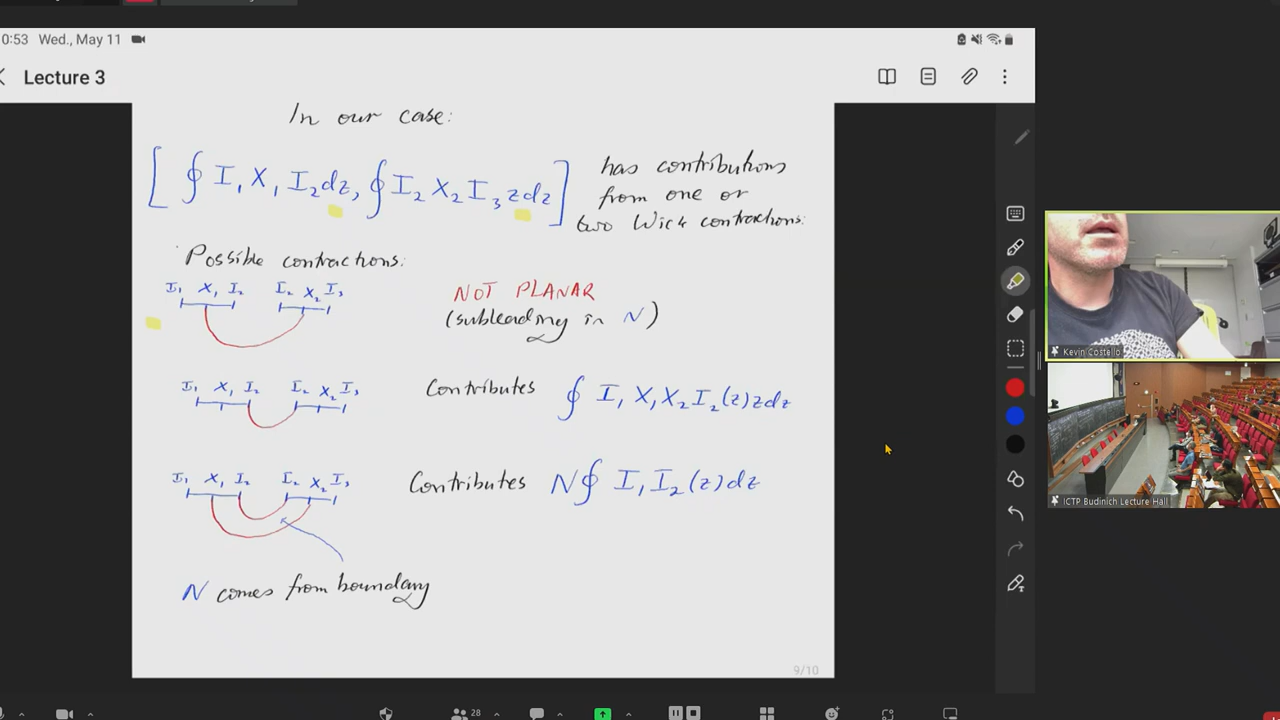 0:53 Wed., May 11
Lecture 3
In our case:
[ ∮ I₁ X₁ I₂ dz, ∮ I₂ X₂ I₃ z dz ]
has contributions
from one or
two Wick contractions.
Possible contractions:
I₁ X₁ I₂ I₂ X₂ I₃
NOT PLANAR
(subleading in N)
I₁ X₁ I₂ I₂ X₂ I₃
Contributes ∮ I₁ X₁ X₂ I₂(z) z dz
I₁ X₁ I₂ I₂ X₂ I₃
Contributes N ∮ I₁ I₂ (z) dz
N comes from boundary
9/10
Kevin Costello
ICTP Budinich Lecture Hall
28